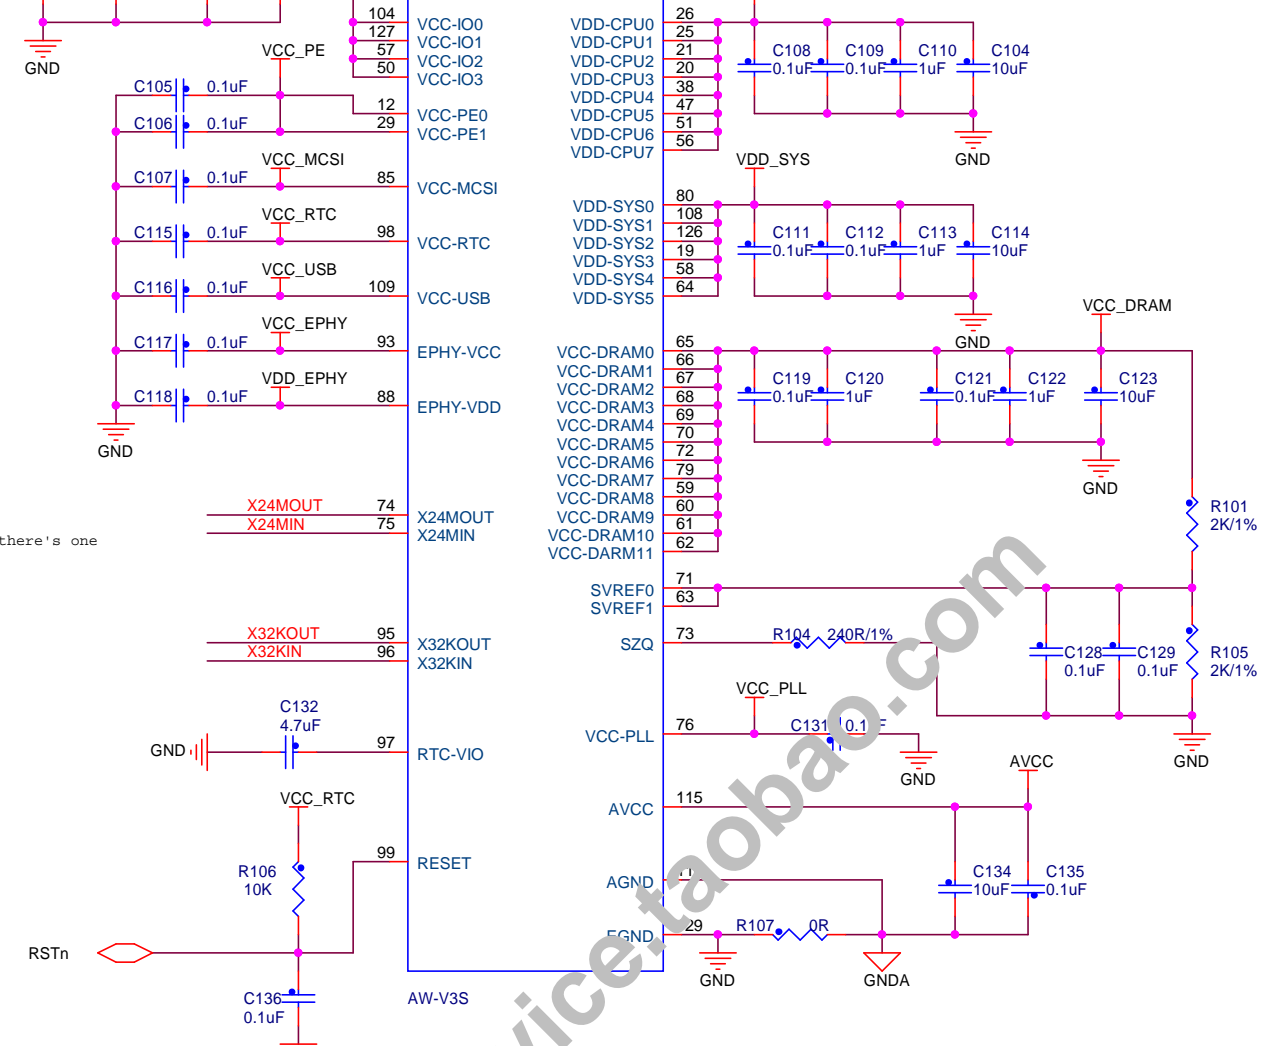 104 VCC-IO0
127 VCC-IO1
57 VCC-IO2
50 VCC-IO3
GND
VCC_PE
C105 0.1uF
12 VCC-PE0
C106 0.1uF
29 VCC-PE1
VCC_MCSI
C107 0.1uF
85 VCC-MCSI
VCC_RTC
C115 0.1uF
98 VCC-RTC
VCC_USB
C116 0.1uF
109 VCC-USB
VCC_EPHY
C117 0.1uF
93 EPHY-VCC
VDD_EPHY
C118 0.1uF
88 EPHY-VDD
GND
X24MOUT 74 X24MOUT
X24MIN 75 X24MIN
there's one
X32KOUT 95 X32KOUT
X32KIN 96 X32KIN
C132
4.7uF
GND 97 RTC-VIO
VCC_RTC
99 RESET
R106
10K
RSTn
C136
0.1uF
AW-V3S
VDD-CPU0 26
VDD-CPU1 25
VDD-CPU2 21
VDD-CPU3 20
VDD-CPU4 38
VDD-CPU5 47
VDD-CPU6 51
VDD-CPU7 56
C108 C109 C110 C104
0.1uF 0.1uF 1uF 10uF
GND
VDD_SYS
VDD-SYS0 80
VDD-SYS1 108
VDD-SYS2 126
VDD-SYS3 19
VDD-SYS4 58
VDD-SYS5 64
C111 C112 C113 C114
0.1uF 0.1uF 1uF 10uF
GND
VCC_DRAM
VCC-DRAM0 65
VCC-DRAM1 66
VCC-DRAM2 67
VCC-DRAM3 68
VCC-DRAM4 69
VCC-DRAM5 70
VCC-DRAM6 72
VCC-DRAM7 79
VCC-DRAM8 59
VCC-DRAM9 60
VCC-DRAM10 61
VCC-DARM11 62
C119 C120 C121 C122 C123
0.1uF 1uF 0.1uF 1uF 10uF
GND
R101
2K/1%
SVREF0 71
SVREF1 63
SZQ 73
R104 240R/1%
C128 C129
0.1uF 0.1uF
R105
2K/1%
GND
VCC_PLL
VCC-PLL 76
C131 0.1uF
GND
AVCC
AVCC 115
AGND
C134 C135
10uF 0.1uF
EGND
R107 0R
GND
GNDA
vice.taobao.com